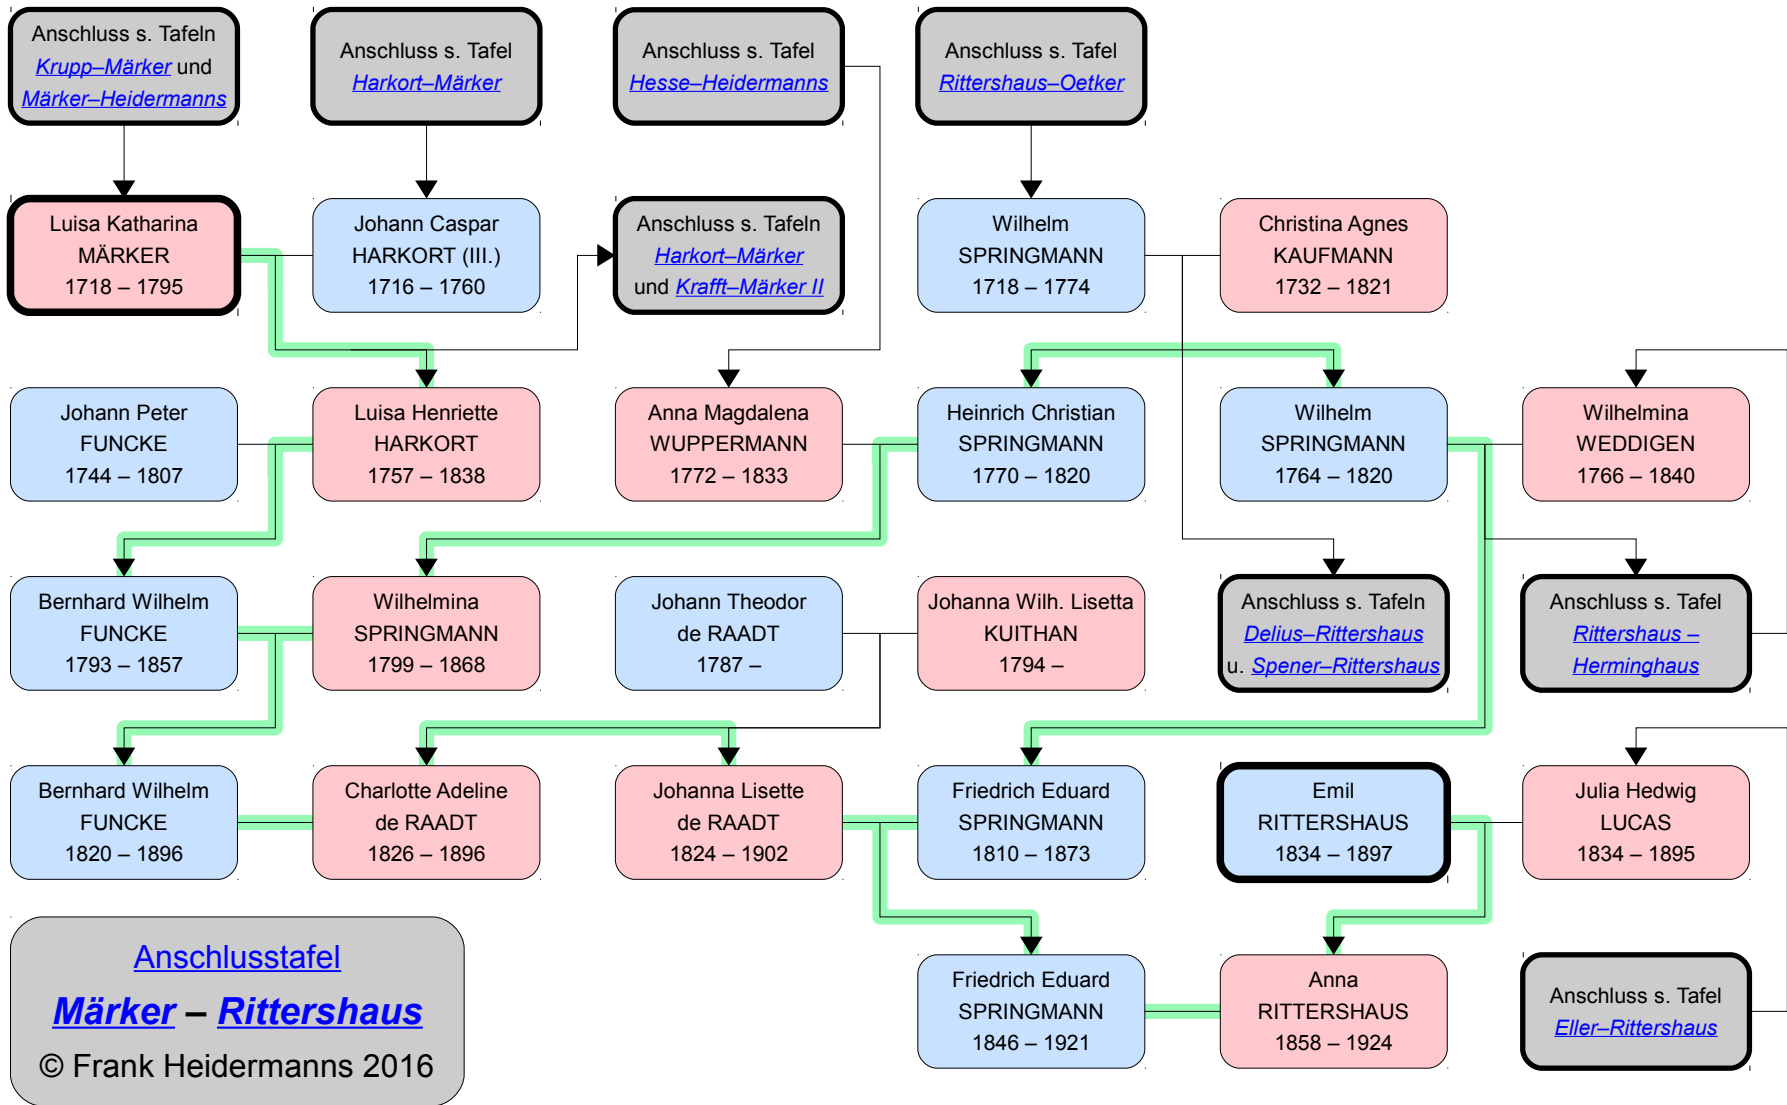 Anschluss s. Tafeln
Krupp–Märker und
Märker–Heidermanns
Anschluss s. Tafel
Harkort–Märker
Anschluss s. Tafel
Hesse–Heidermanns
Anschluss s. Tafel
Rittershaus–Oetker
Luisa Katharina
MÄRKER
1718 – 1795
Johann Caspar
HARKORT (III.)
1716 – 1760
Anschluss s. Tafeln
Harkort–Märker
und Krafft–Märker II
Wilhelm
SPRINGMANN
1718 – 1774
Christina Agnes
KAUFMANN
1732 – 1821
Johann Peter
FUNCKE
1744 – 1807
Luisa Henriette
HARKORT
1757 – 1838
Anna Magdalena
WUPPERMANN
1772 – 1833
Heinrich Christian
SPRINGMANN
1770 – 1820
Wilhelm
SPRINGMANN
1764 – 1820
Wilhelmina
WEDDIGEN
1766 – 1840
Bernhard Wilhelm
FUNCKE
1793 – 1857
Wilhelmina
SPRINGMANN
1799 – 1868
Johann Theodor
de RAADT
1787 –
Johanna Wilh. Lisetta
KUITHAN
1794 –
Anschluss s. Tafeln
Delius–Rittershaus
u. Spener–Rittershaus
Anschluss s. Tafel
Rittershaus –
Herminghaus
Bernhard Wilhelm
FUNCKE
1820 – 1896
Charlotte Adeline
de RAADT
1826 – 1896
Johanna Lisette
de RAADT
1824 – 1902
Friedrich Eduard
SPRINGMANN
1810 – 1873
Emil
RITTERSHAUS
1834 – 1897
Julia Hedwig
LUCAS
1834 – 1895
Anschlusstafel
Märker – Rittershaus
© Frank Heidermanns 2016
Friedrich Eduard
SPRINGMANN
1846 – 1921
Anna
RITTERSHAUS
1858 – 1924
Anschluss s. Tafel
Eller–Rittershaus